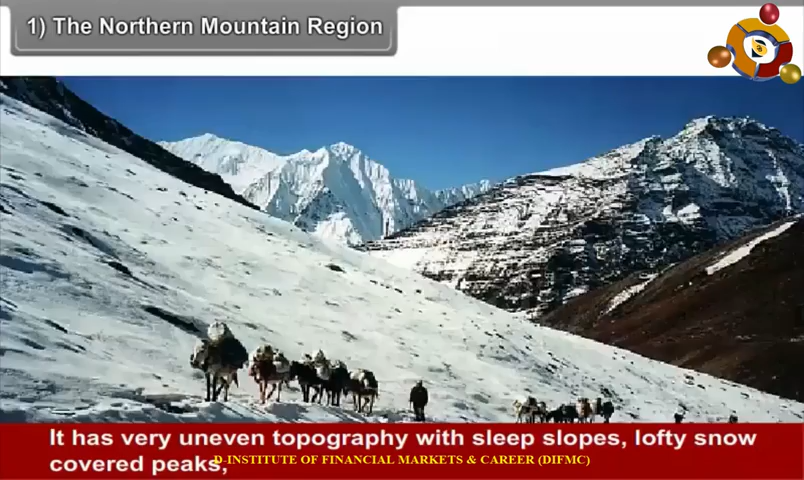 1) The Northern Mountain Region
It has very uneven topography with sleep slopes, lofty snow
covered peaks,
D-INSTITUTE OF FINANCIAL MARKETS & CAREER (DIFMC)